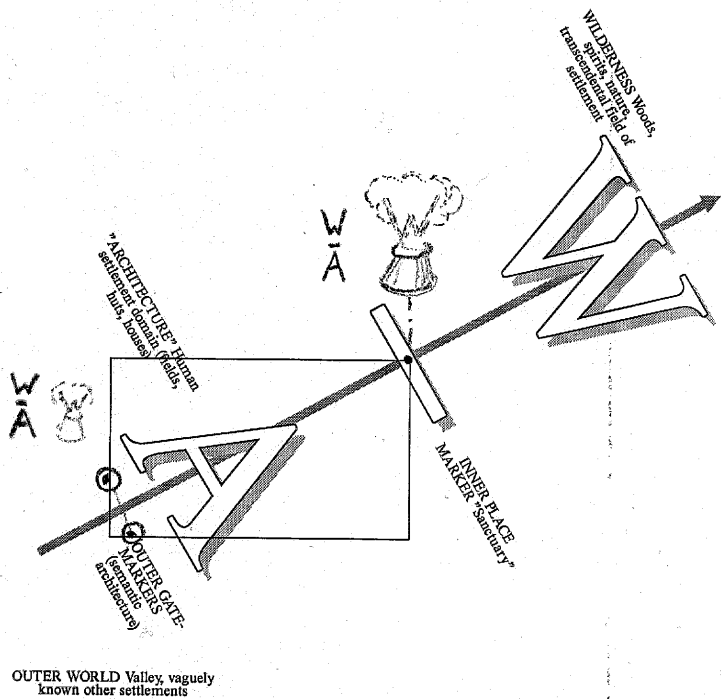 WILDERNESS Woods,
spirits, nature,
transcendental field of
settlement
W
W
A
"ARCHITECTURE" Human
settlement domain (fields,
huts, houses)
W
A
A
INNER PLACE
MARKER "Sanctuary"
OUTER GATE-
MARKERS
(semantic
architecture)
OUTER WORLD Valley, vaguely
known other settlements